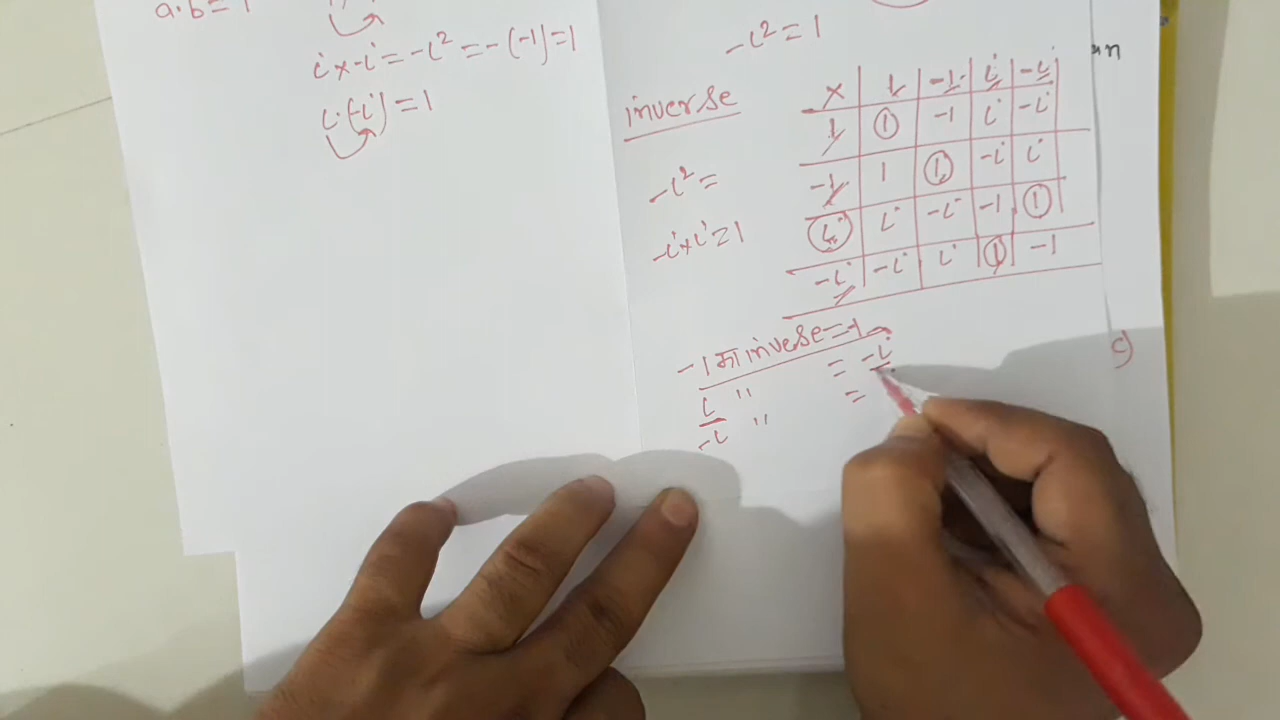 a.b = 1
i x -i = -i² = -(-1) = 1
i.(-i) = 1
-i² = 1
inverse
-i² =
-i x i = 1
x 1 -1 i -i
1 1 -1 i -i
-1 1 1 -i i
i i -i -1 1
-i -i i 1 -1
-1 का inverse = -1
i " = -i
-i " =
c)